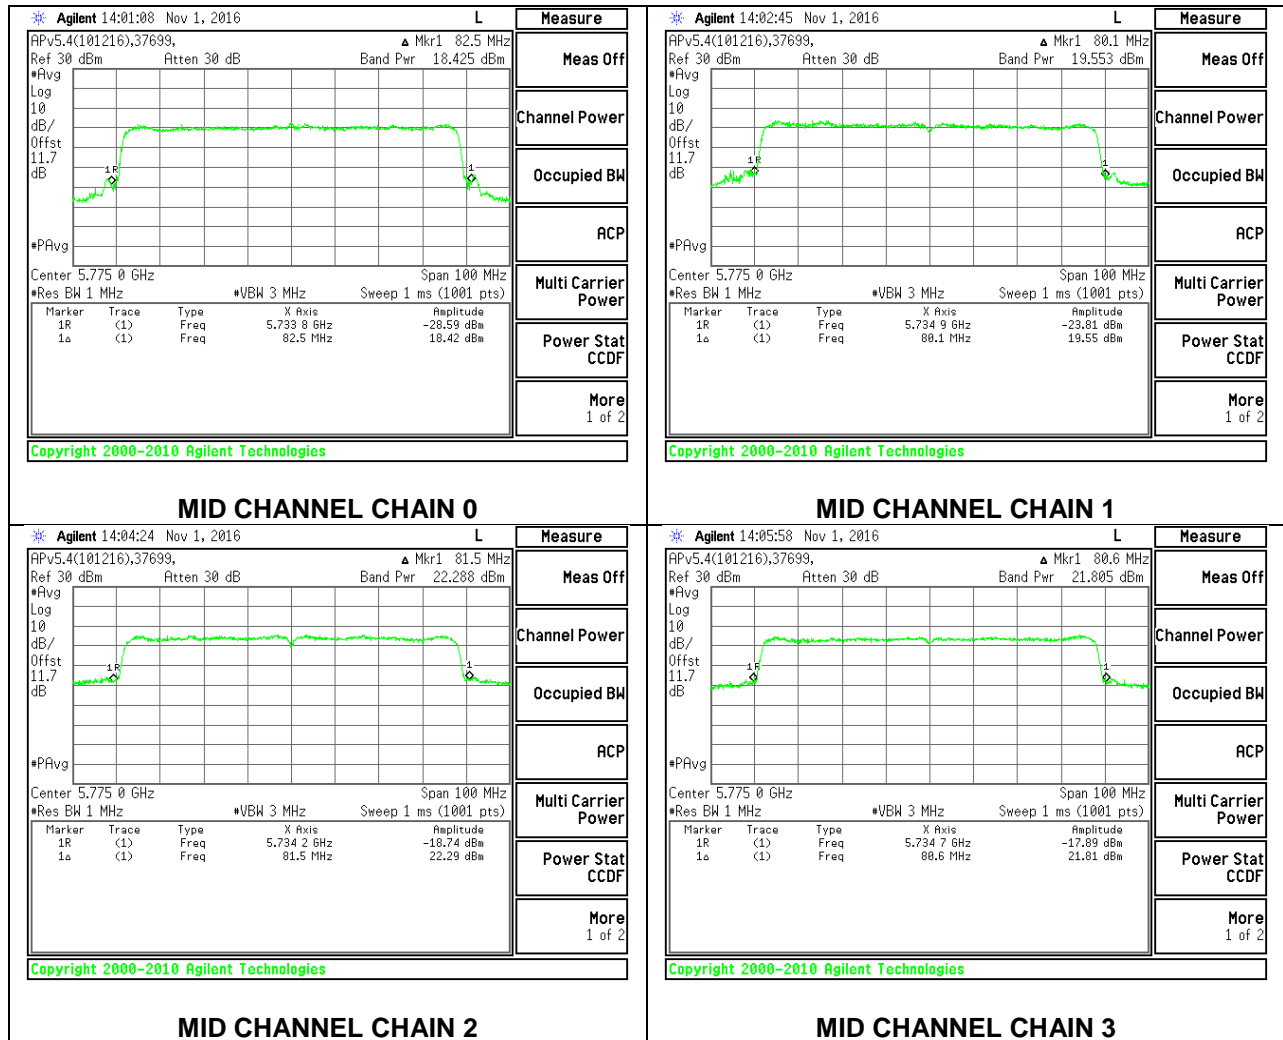 Agilent 14:01:08 Nov 1, 2016 L Measure
APv5.4(101216),37699, Δ Mkr1 82.5 MHz
Ref 30 dBm Atten 30 dB Band Pwr 18.425 dBm Meas Off
#Avg
Log
10
dB/
Offst
11.7
dB
1R
1
#PAvg
Center 5.775 0 GHz Span 100 MHz
#Res BW 1 MHz #VBW 3 MHz Sweep 1 ms (1001 pts)
Marker Trace Type X Axis Amplitude
1R (1) Freq 5.733 8 GHz -28.59 dBm
1Δ (1) Freq 82.5 MHz 18.42 dBm
Channel Power
Occupied BW
ACP
Multi Carrier
Power
Power Stat
CCDF
More
1 of 2
Copyright 2000-2010 Agilent Technologies
MID CHANNEL CHAIN 0
Agilent 14:02:45 Nov 1, 2016 L Measure
APv5.4(101216),37699, Δ Mkr1 80.1 MHz
Ref 30 dBm Atten 30 dB Band Pwr 19.553 dBm Meas Off
#Avg
Log
10
dB/
Offst
11.7
dB
1R
1
#PAvg
Center 5.775 0 GHz Span 100 MHz
#Res BW 1 MHz #VBW 3 MHz Sweep 1 ms (1001 pts)
Marker Trace Type X Axis Amplitude
1R (1) Freq 5.734 9 GHz -23.81 dBm
1Δ (1) Freq 80.1 MHz 19.55 dBm
Channel Power
Occupied BW
ACP
Multi Carrier
Power
Power Stat
CCDF
More
1 of 2
Copyright 2000-2010 Agilent Technologies
MID CHANNEL CHAIN 1
Agilent 14:04:24 Nov 1, 2016 L Measure
APv5.4(101216),37699, Δ Mkr1 81.5 MHz
Ref 30 dBm Atten 30 dB Band Pwr 22.288 dBm Meas Off
#Avg
Log
10
dB/
Offst
11.7
dB
1R
1
#PAvg
Center 5.775 0 GHz Span 100 MHz
#Res BW 1 MHz #VBW 3 MHz Sweep 1 ms (1001 pts)
Marker Trace Type X Axis Amplitude
1R (1) Freq 5.734 2 GHz -18.74 dBm
1Δ (1) Freq 81.5 MHz 22.29 dBm
Channel Power
Occupied BW
ACP
Multi Carrier
Power
Power Stat
CCDF
More
1 of 2
Copyright 2000-2010 Agilent Technologies
MID CHANNEL CHAIN 2
Agilent 14:05:58 Nov 1, 2016 L Measure
APv5.4(101216),37699, Δ Mkr1 80.6 MHz
Ref 30 dBm Atten 30 dB Band Pwr 21.805 dBm Meas Off
#Avg
Log
10
dB/
Offst
11.7
dB
1R
1
#PAvg
Center 5.775 0 GHz Span 100 MHz
#Res BW 1 MHz #VBW 3 MHz Sweep 1 ms (1001 pts)
Marker Trace Type X Axis Amplitude
1R (1) Freq 5.734 7 GHz -17.89 dBm
1Δ (1) Freq 80.6 MHz 21.81 dBm
Channel Power
Occupied BW
ACP
Multi Carrier
Power
Power Stat
CCDF
More
1 of 2
Copyright 2000-2010 Agilent Technologies
MID CHANNEL CHAIN 3